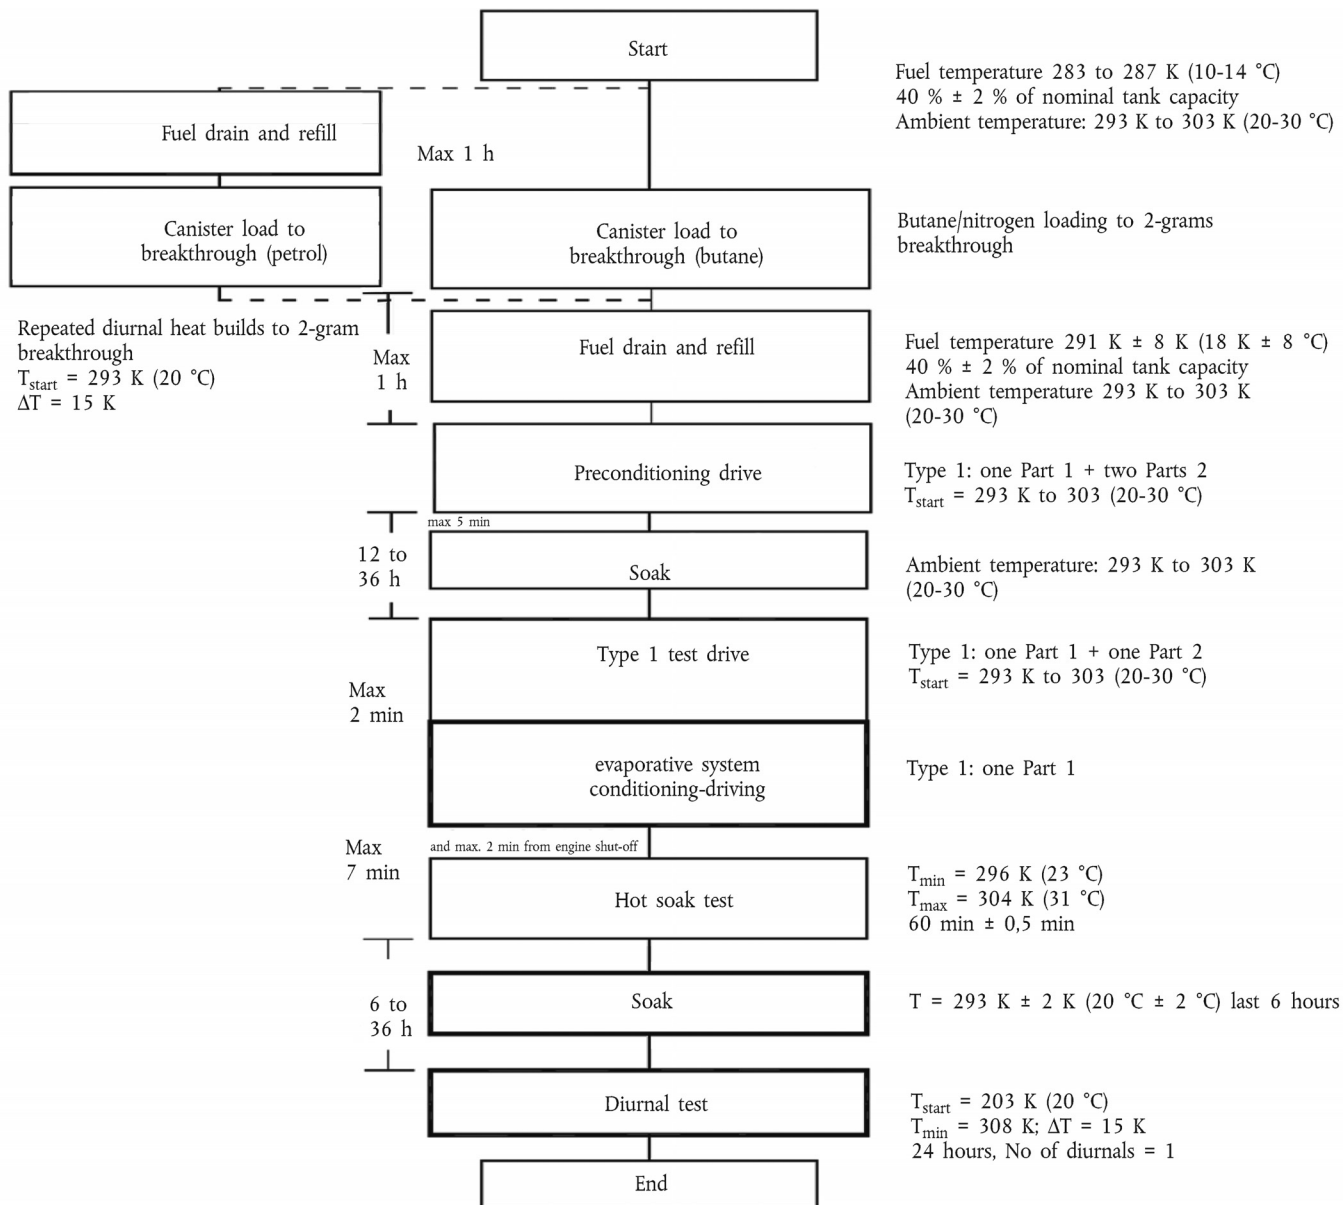 Start
Fuel temperature 283 to 287 K (10-14 °C)
40 % ± 2 % of nominal tank capacity
Ambient temperature: 293 K to 303 K (20-30 °C)
Fuel drain and refill
Max 1 h
Canister load to
breakthrough (petrol)
Canister load to
breakthrough (butane)
Butane/nitrogen loading to 2-grams
breakthrough
Repeated diurnal heat builds to 2-gram
breakthrough
Tstart = 293 K (20 °C)
ΔT = 15 K
Max
1 h
Fuel drain and refill
Fuel temperature 291 K ± 8 K (18 K ± 8 °C)
40 % ± 2 % of nominal tank capacity
Ambient temperature 293 K to 303 K
(20-30 °C)
Preconditioning drive
Type 1: one Part 1 + two Parts 2
Tstart = 293 K to 303 (20-30 °C)
max 5 min
12 to
36 h
Soak
Ambient temperature: 293 K to 303 K
(20-30 °C)
Type 1 test drive
Type 1: one Part 1 + one Part 2
Tstart = 293 K to 303 (20-30 °C)
Max
2 min
evaporative system
conditioning-driving
Type 1: one Part 1
Max
7 min
and max. 2 min from engine shut-off
Hot soak test
Tmin = 296 K (23 °C)
Tmax = 304 K (31 °C)
60 min ± 0,5 min
6 to
36 h
Soak
T = 293 K ± 2 K (20 °C ± 2 °C) last 6 hours
Diurnal test
Tstart = 203 K (20 °C)
Tmin = 308 K; ΔT = 15 K
24 hours, No of diurnals = 1
End